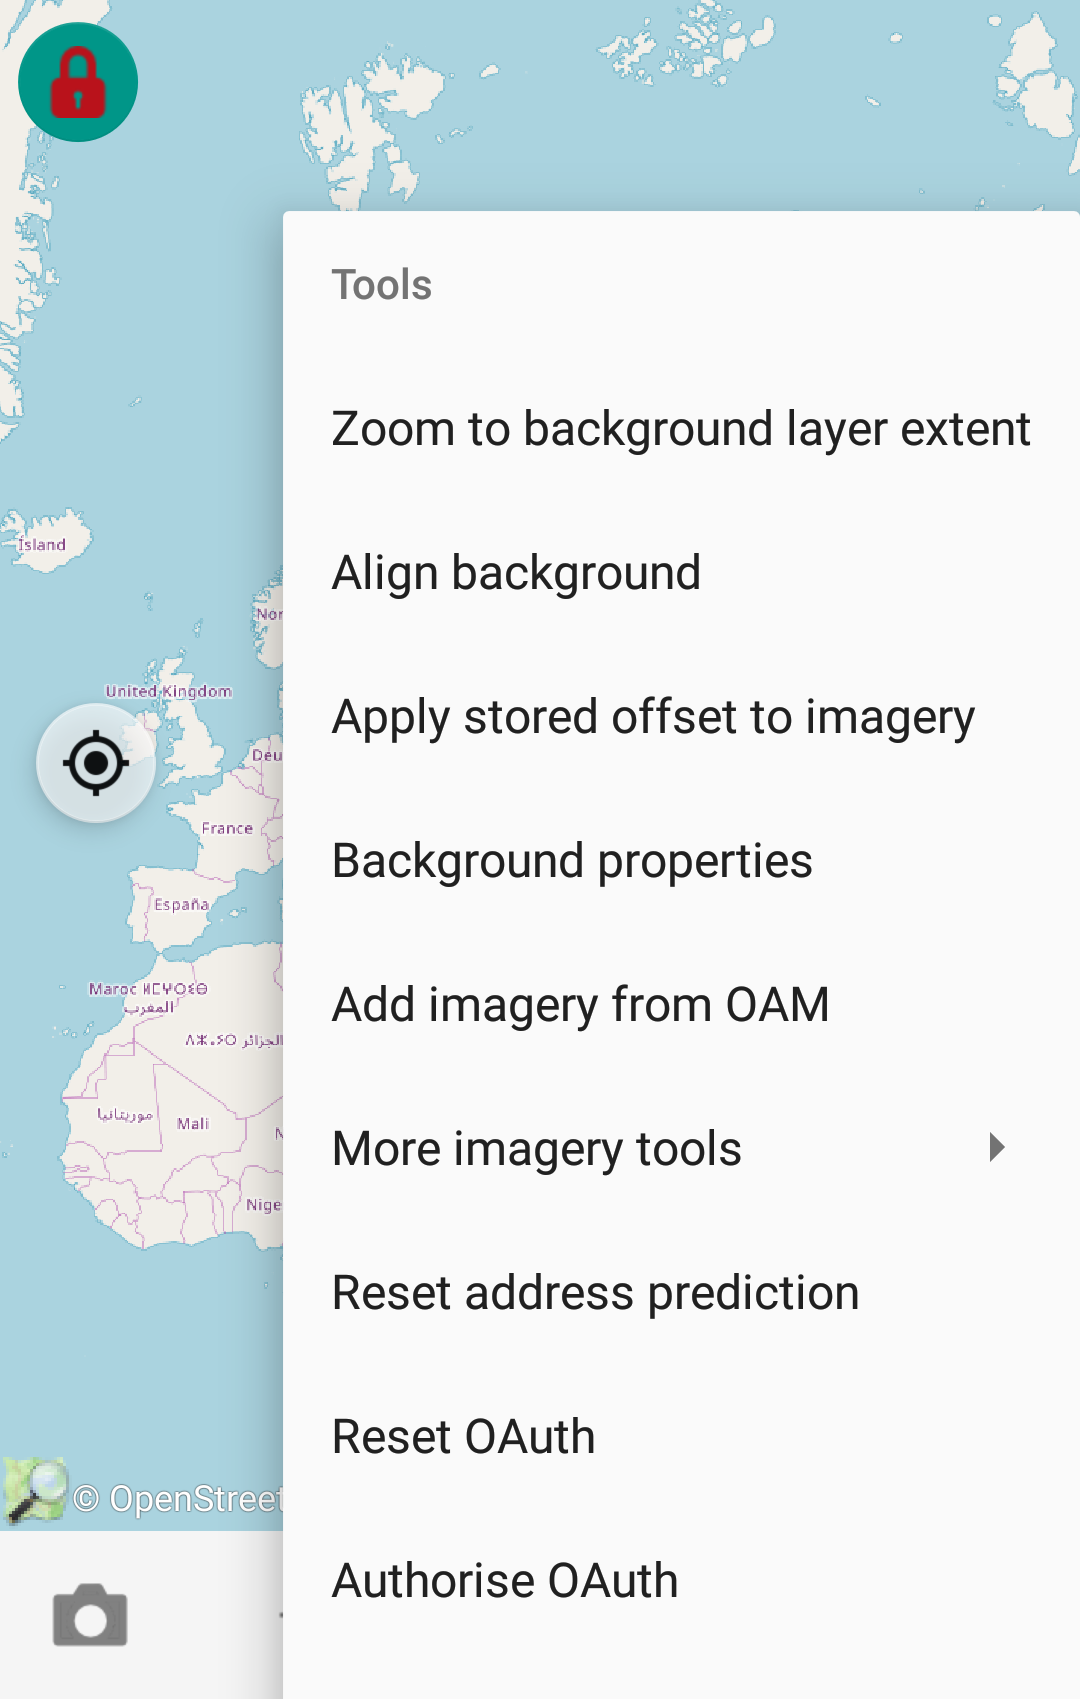 Tools
Zoom to background layer extent
Align background
Apply stored offset to imagery
Background properties
Add imagery from OAM
More imagery tools
Reset address prediction
Reset OAuth
Authorise OAuth
Ísland
Nor
United Kingdom
Deu
France
España
Maroc ⵍⵎⵖⵔⵉⴱ
المغرب
الجزائر
موريتانيا
Mali
N
Nige
© OpenStreet